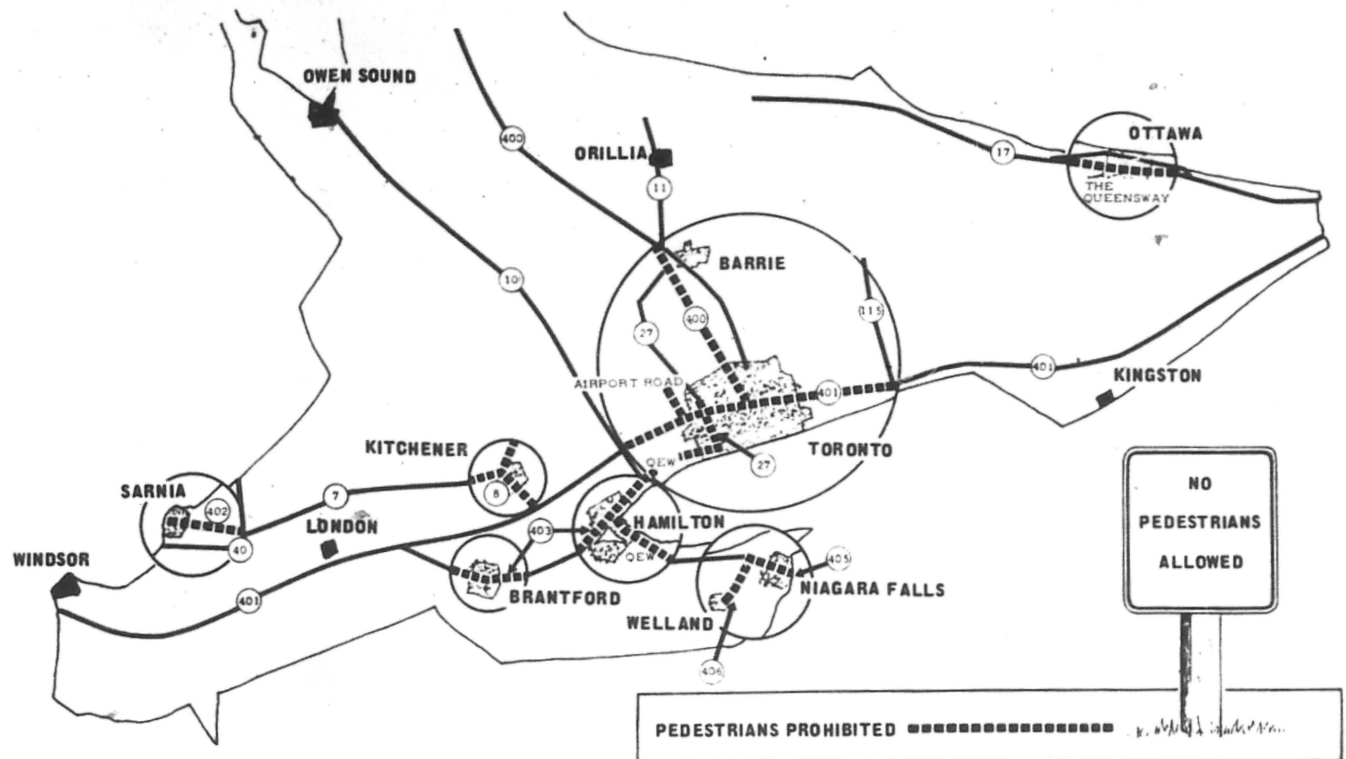 OWEN SOUND
400
ORILLIA
11
17
OTTAWA
THE
QUEENSWAY
BARRIE
10
27
400
115
AIRPORT ROAD
401
401
KINGSTON
KITCHENER
QEW
TORONTO
27
SARNIA
402
7
8
LONDON
40
403
HAMILTON
QEW
405
WINDSOR
401
BRANTFORD
NIAGARA FALLS
WELLAND
406
NO
PEDESTRIANS
ALLOWED
PEDESTRIANS PROHIBITED